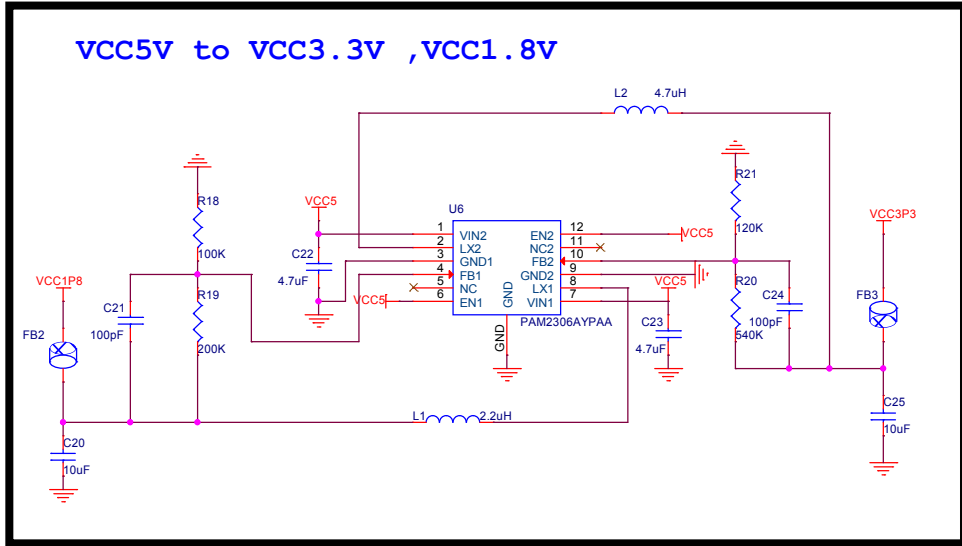 VCC5V to VCC3.3V ,VCC1.8V
L2 4.7uH
R18
100K
R19
200K
VCC1P8
FB2
C21
100pF
C20
10uF
VCC5
C22
4.7uF
VCC5
U6
1 VIN2
2 LX2
3 GND1
4 FB1
5 NC
6 EN1
GND
GND
EN2 12
NC2 11
FB2 10
GND2 9
LX1 8
VIN1 7
PAM2306AYPAA
L1 2.2uH
VCC5
VCC5
C23
4.7uF
R21
120K
R20
540K
C24
100pF
VCC3P3
FB3
C25
10uF